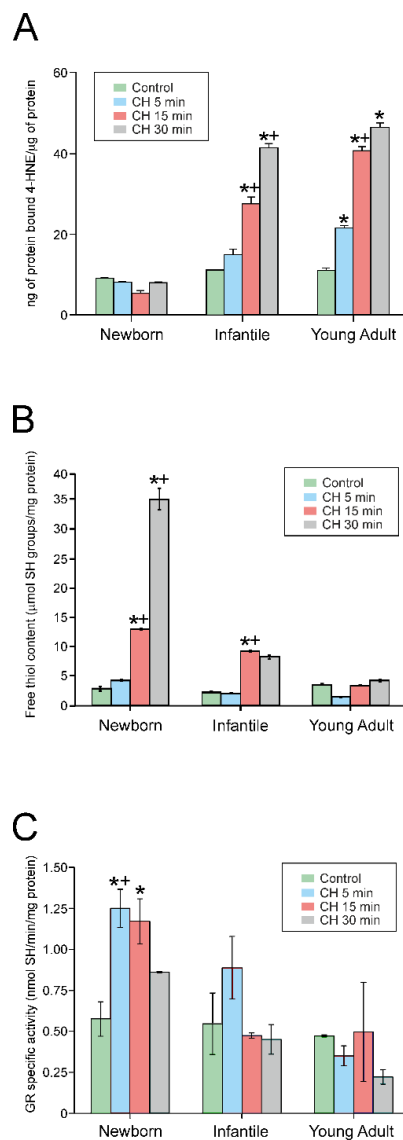 A
ng of protein bound 4-HNE/μg of protein
60
40
20
0
Control
CH 5 min
CH 15 min
CH 30 min
*+
*+
*
*+
*
Newborn
Infantile
Young Adult
B
Free thiol content (μmol SH groups/mg protein)
40
35
15
10
5
0
*+
*+
*+
Control
CH 5 min
CH 15 min
CH 30 min
Newborn
Infantile
Young Adult
C
GR specific activity (nmol SH/min/mg protein)
1.50
1.25
1.00
0.75
0.50
0.25
0
*+
*
Control
CH 5 min
CH 15 min
CH 30 min
Newborn
Infantile
Young Adult